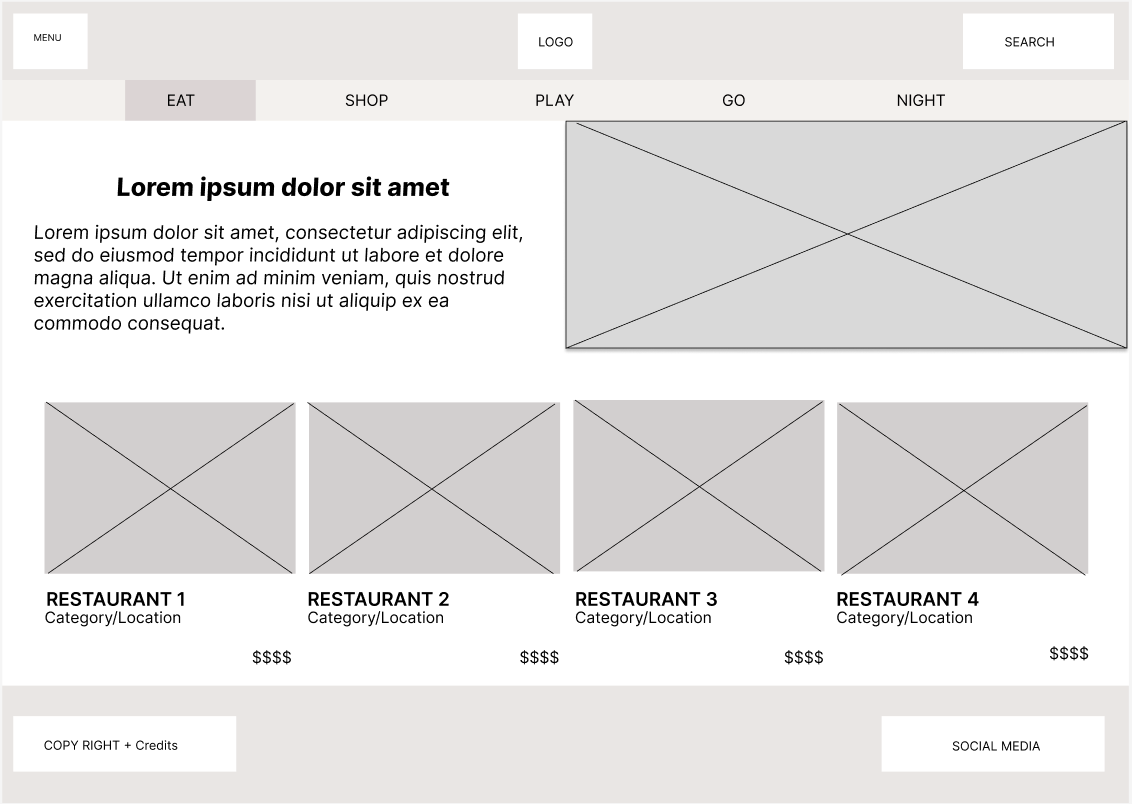 MENU
LOGO
SEARCH
EAT
SHOP
PLAY
GO
NIGHT
Lorem ipsum dolor sit amet
Lorem ipsum dolor sit amet, consectetur adipiscing elit,
sed do eiusmod tempor incididunt ut labore et dolore
magna aliqua. Ut enim ad minim veniam, quis nostrud
exercitation ullamco laboris nisi ut aliquip ex ea
commodo consequat.
RESTAURANT 1
Category/Location
$$$$
RESTAURANT 2
Category/Location
$$$$
RESTAURANT 3
Category/Location
$$$$
RESTAURANT 4
Category/Location
$$$$
COPY RIGHT + Credits
SOCIAL MEDIA